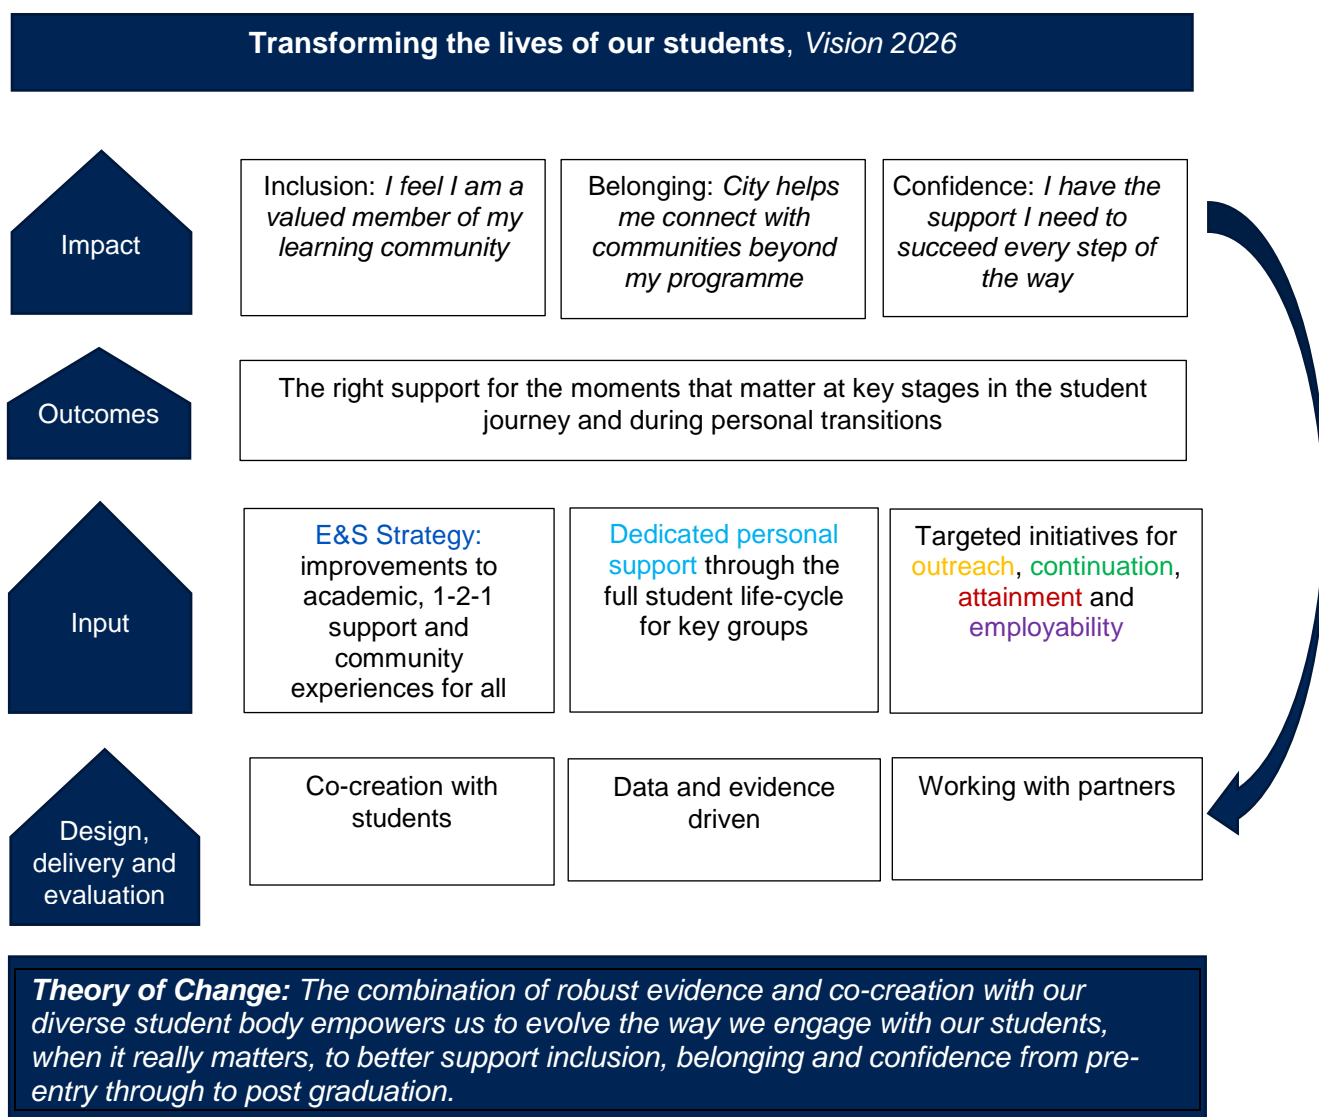 Transforming the lives of our students, Vision 2026
Impact
Inclusion: I feel I am a
valued member of my
learning community
Belonging: City helps
me connect with
communities beyond
my programme
Confidence: I have the
support I need to
succeed every step of
the way
Outcomes
The right support for the moments that matter at key stages in the student
journey and during personal transitions
Input
E&S Strategy:
improvements to
academic, 1-2-1
support and
community
experiences for all
Dedicated personal
support through the
full student life-cycle
for key groups
Targeted initiatives for
outreach, continuation,
attainment and
employability
Design,
delivery and
evaluation
Co-creation with
students
Data and evidence
driven
Working with partners
Theory of Change: The combination of robust evidence and co-creation with our
diverse student body empowers us to evolve the way we engage with our students,
when it really matters, to better support inclusion, belonging and confidence from pre-
entry through to post graduation.